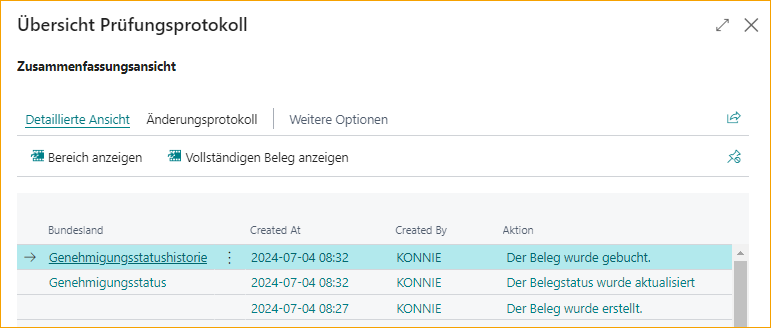 Übersicht Prüfungsprotokoll
Zusammenfassungsansicht
Detaillierte Ansicht Änderungsprotokoll Weitere Optionen
Bereich anzeigen Vollständigen Beleg anzeigen
Bundesland Created At Created By Aktion
Genehmigungsstatushistorie 2024-07-04 08:32 KONNIE Der Beleg wurde gebucht.
Genehmigungsstatus 2024-07-04 08:32 KONNIE Der Belegstatus wurde aktualisiert
2024-07-04 08:27 KONNIE Der Beleg wurde erstellt.